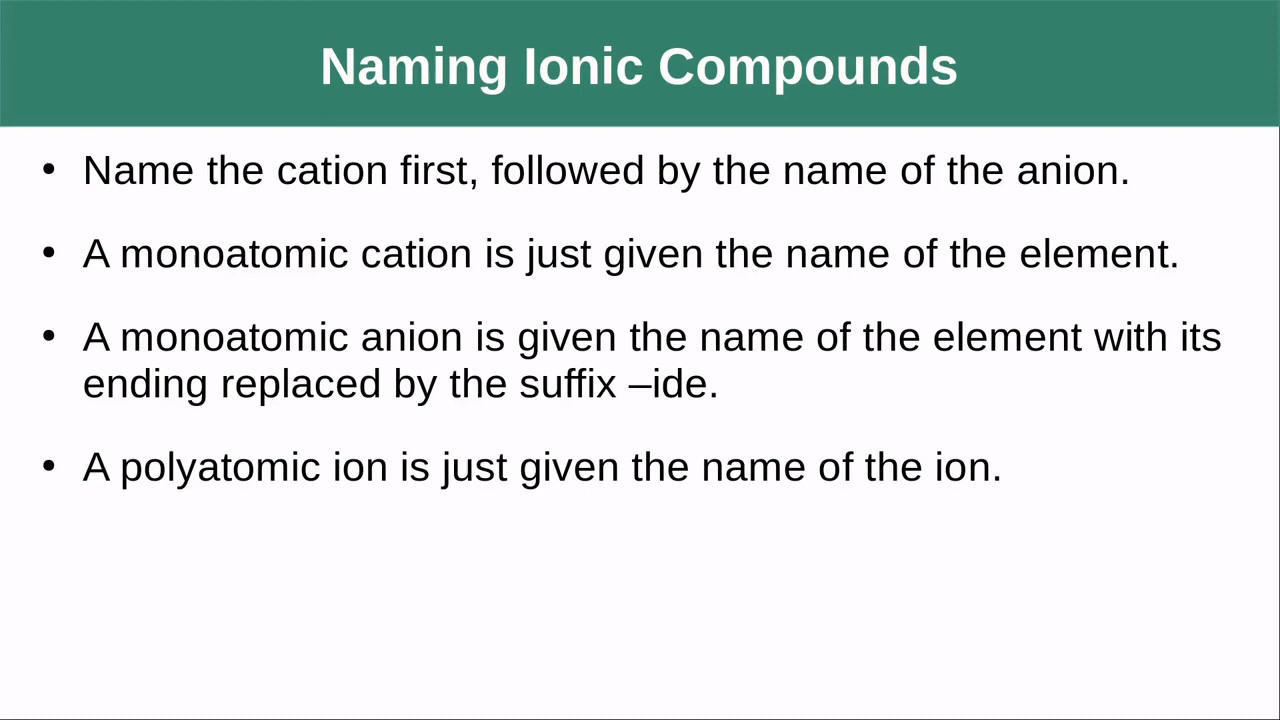 Naming Ionic Compounds
• Name the cation first, followed by the name of the anion.
• A monoatomic cation is just given the name of the element.
• A monoatomic anion is given the name of the element with its
ending replaced by the suffix –ide.
• A polyatomic ion is just given the name of the ion.